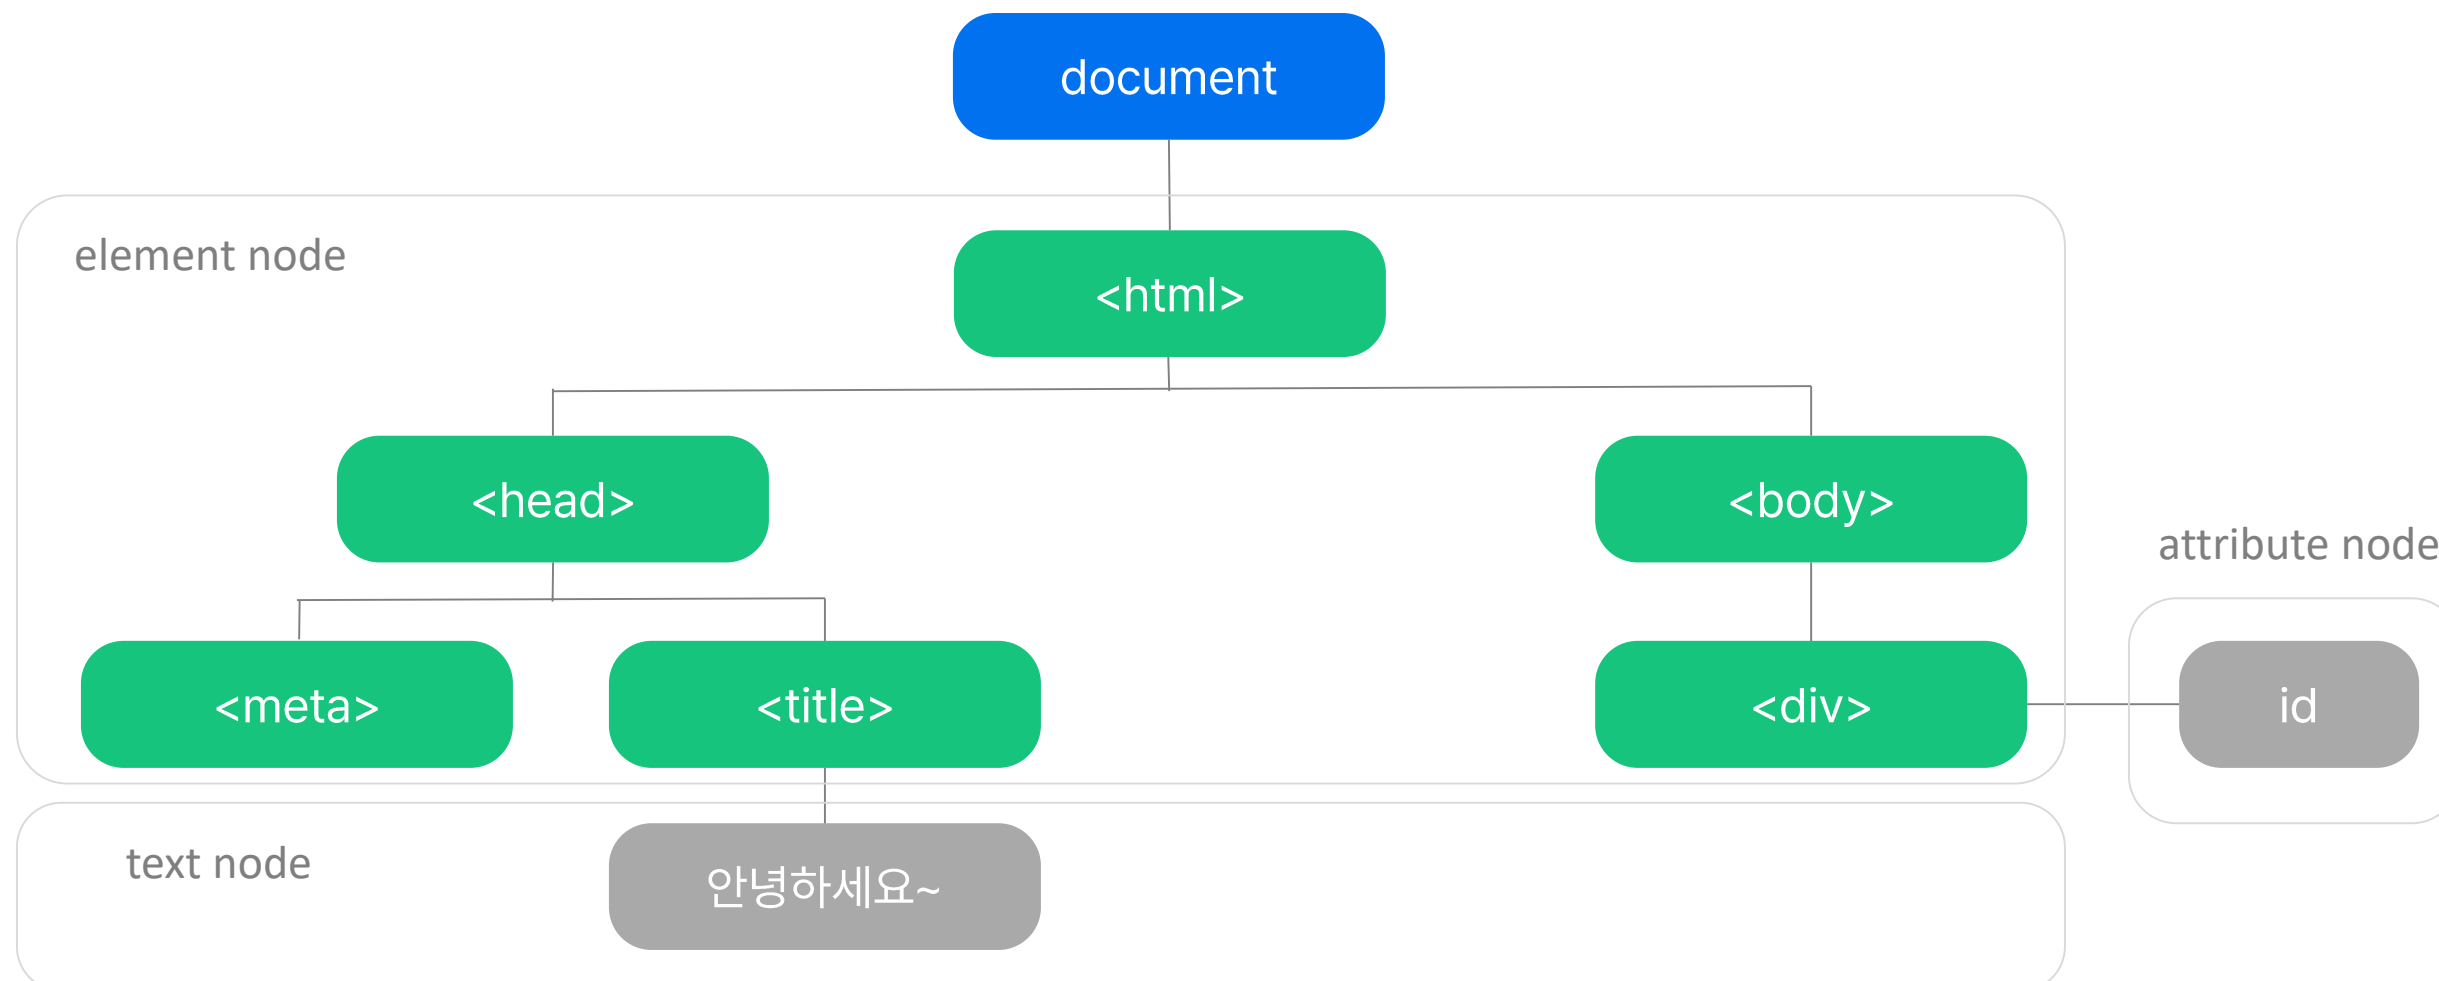 document
element node
<html>
<head>
<body>
attribute node
<meta>
<title>
<div>
id
text node
안녕하세요~